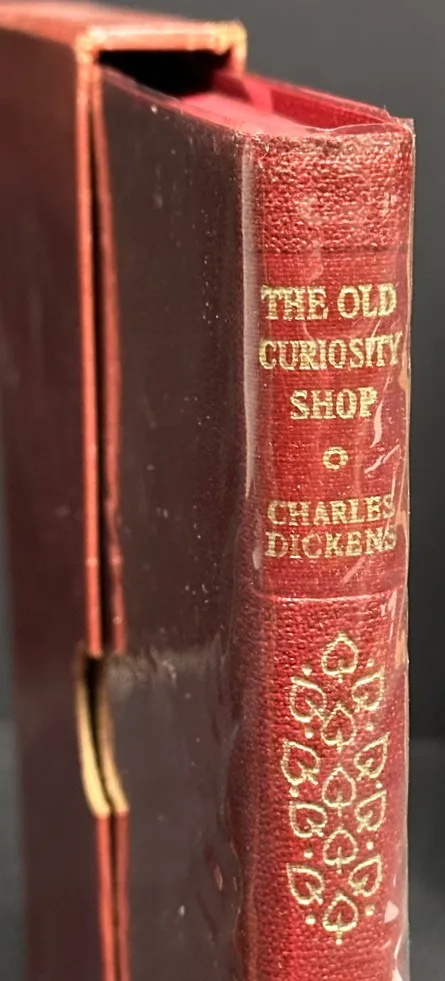 THE OLD
CURIOSITY
SHOP
CHARLES
DICKENS